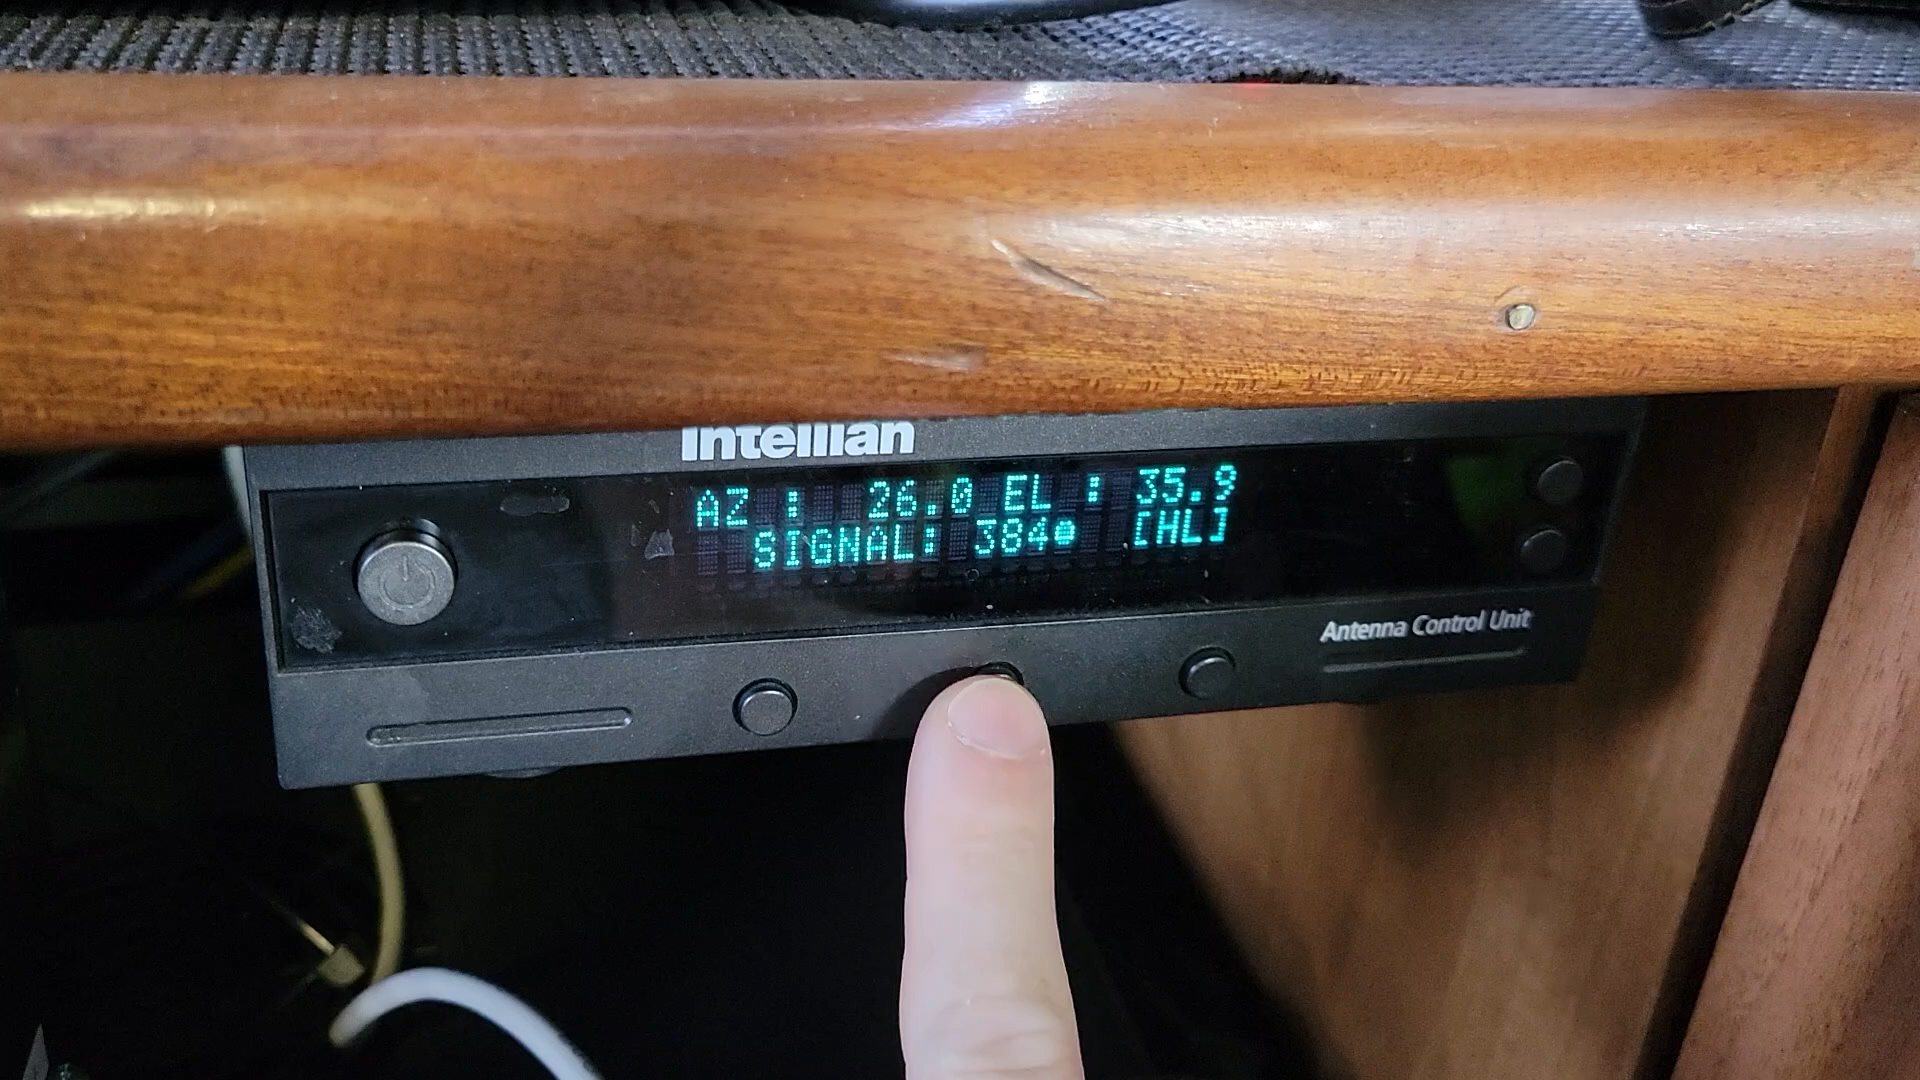 Intellian
AZ : 26.0 EL : 35.9
SIGNAL: 384● [HL]
Antenna Control Unit